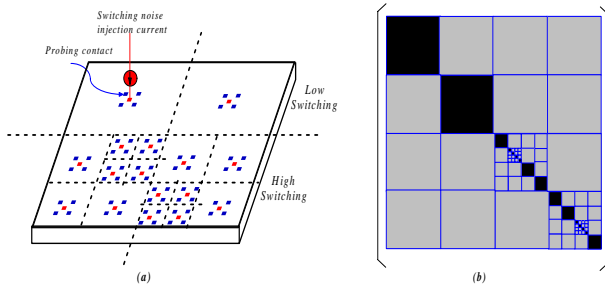 Switching noise
injection current
Probing contact
Low
Switching
High
Switching
(a)
(b)